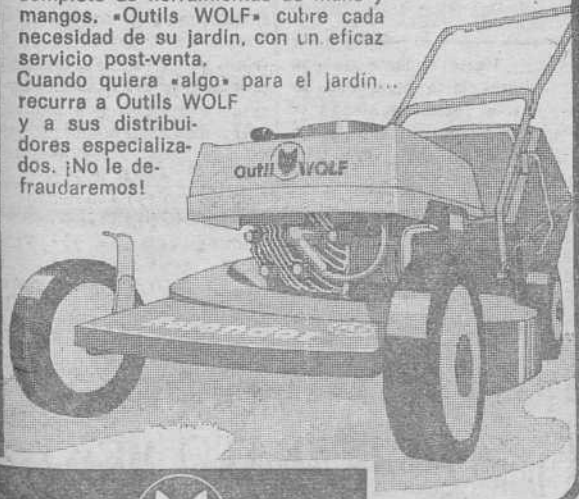 mangos. «Outils WOLF» cubre cada
necesidad de su jardín, con un eficaz
servicio post-venta.
Cuando quiera «algo» para el jardín...
recurra a Outils WOLF
y a sus distribui-
dores especializa-
dos. ¡No le de-
fraudaremos!
outil WOLF